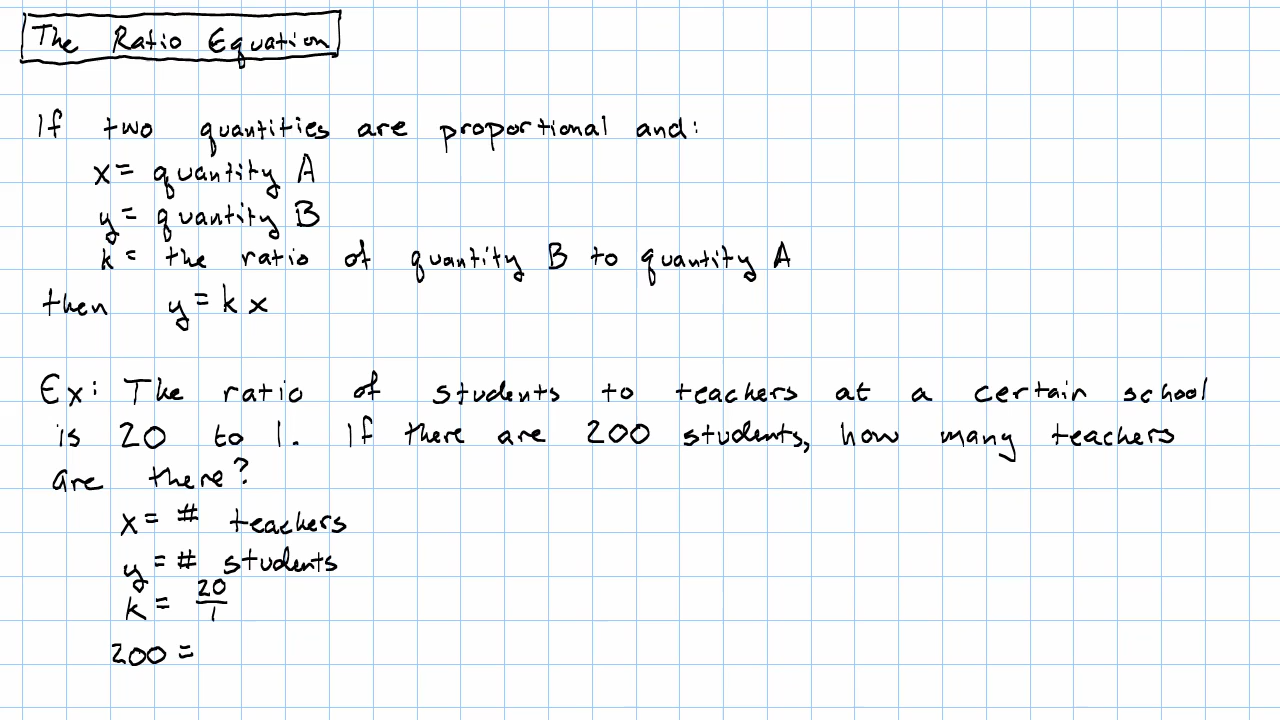 The Ratio Equation
If two quantities are proportional and:
x = quantity A
y = quantity B
k = the ratio of quantity B to quantity A
then y = k x
Ex: The ratio of students to teachers at a certain school
is 20 to 1. If there are 200 students, how many teachers
are there?
x = # teachers
y = # students
k = 20/1
200 =